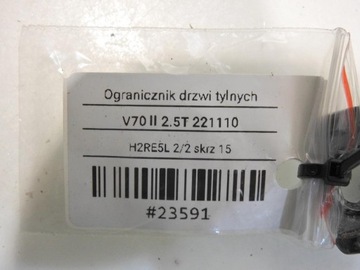 Ogranicznik drzwi tylnych
V70 II 2.5T 221110
H2RE5L 2/2 skrz 15
#23591